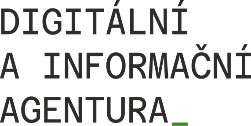 DIGITÁLNÍ
A INFORMAČNÍ
AGENTURA_